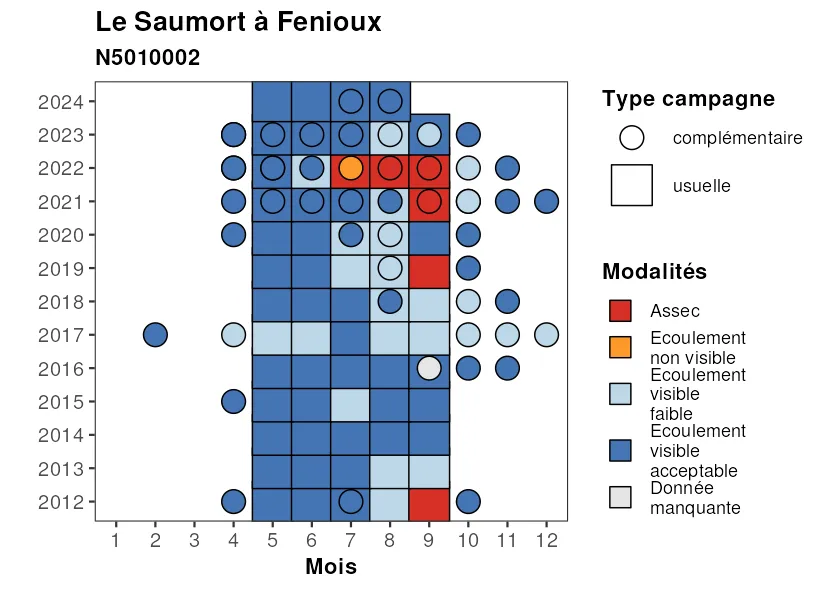 Le Saumort à Fenioux
N5010002
2024
2023
2022
2021
2020
2019
2018
2017
2016
2015
2014
2013
2012
1 2 3 4 5 6 7 8 9 10 11 12
Mois
Type campagne
complémentaire
usuelle
Modalités
Assec
Ecoulement
non visible
Ecoulement
visible
faible
Ecoulement
visible
acceptable
Donnée
manquante